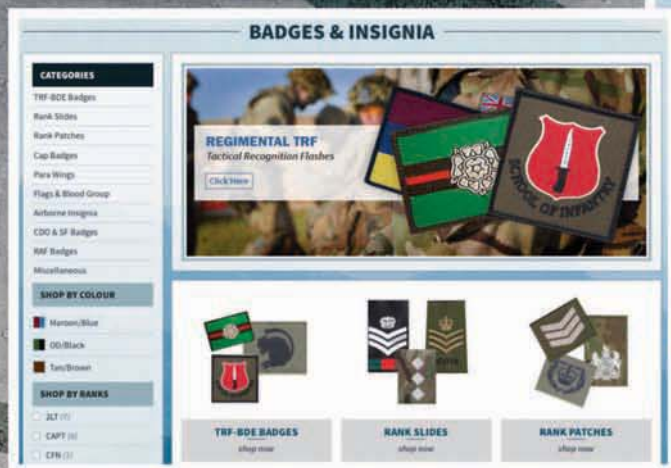 BADGES & INSIGNIA
CATEGORIES
TRF-BDE Badges
Rank Slides
Rank Patches
Cap Badges
Para Wings
Flags & Blood Group
Airborne Insignia
CDO & SF Badges
RAF Badges
Miscellaneous
SHOP BY COLOUR
Maroon/Blue
OD/Black
Tan/Brown
SHOP BY RANKS
2LT (7)
CAPT (8)
CFN (3)
REGIMENTAL TRF
Tactical Recognition Flashes
Click Here
SCHOOL OF INFANTRY
TRF-BDE BADGES
shop now
RANK SLIDES
shop now
RANK PATCHES
shop now